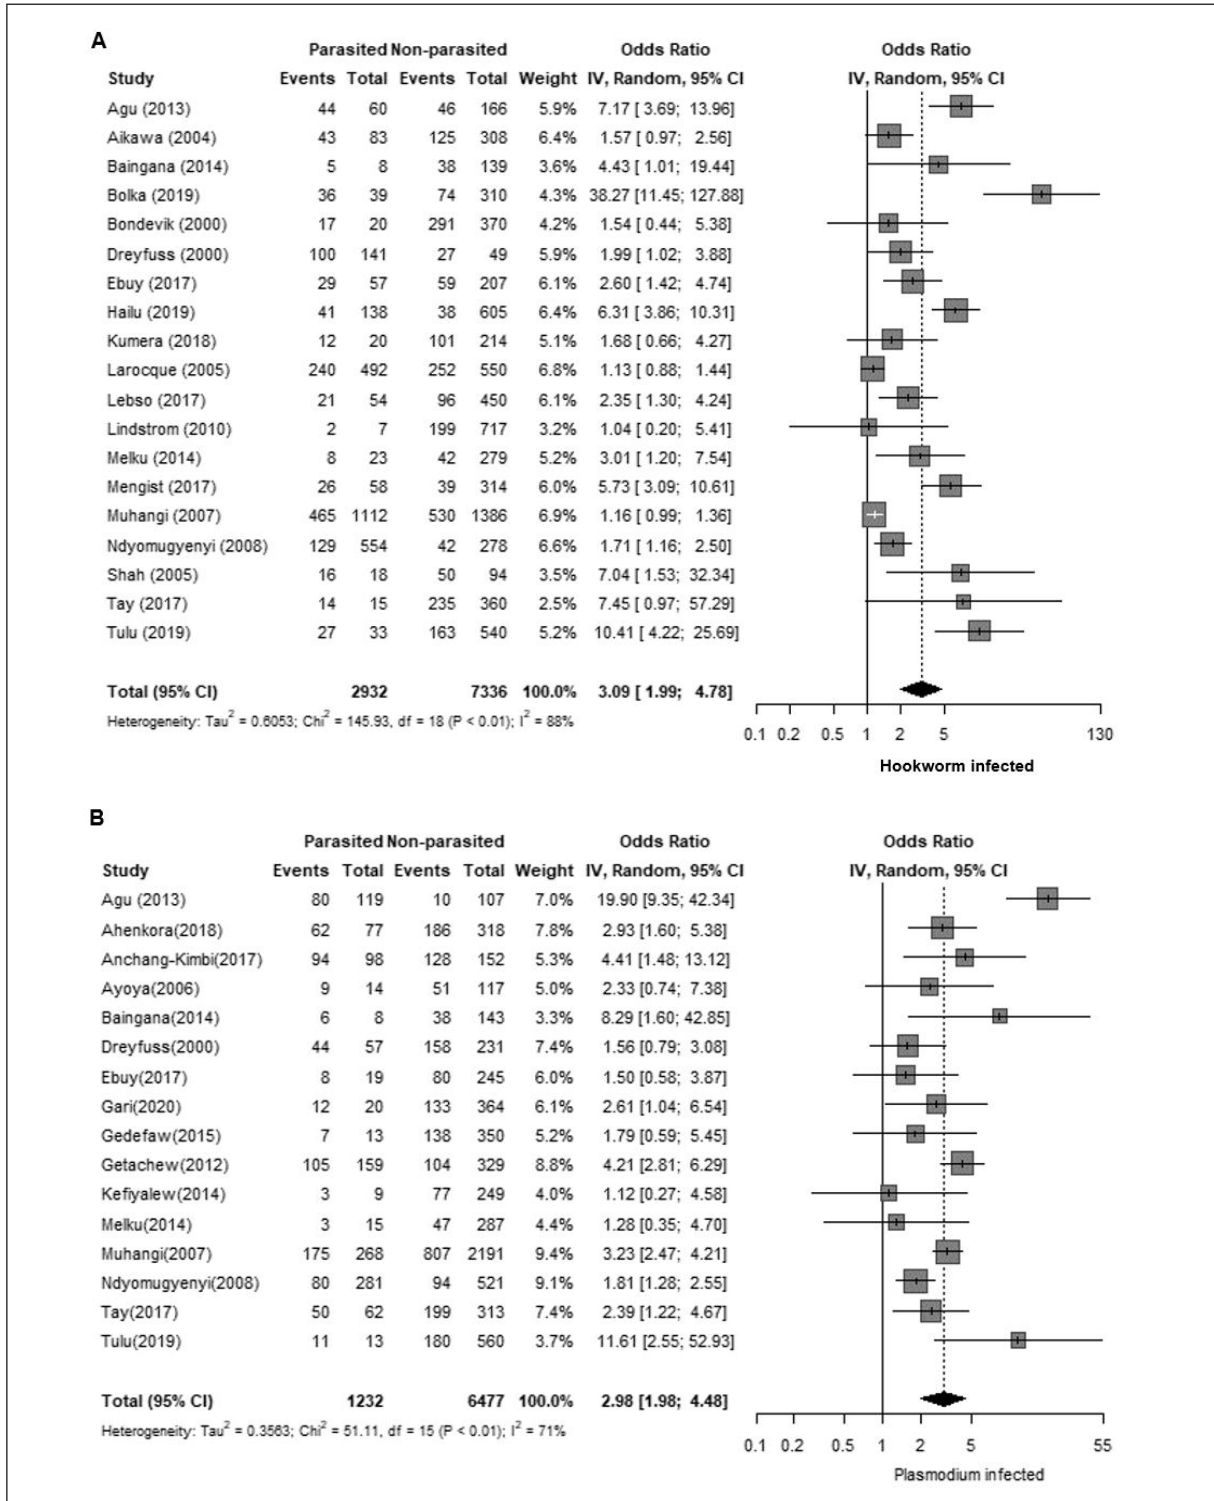 A
Parasited Non-parasited Odds Ratio Odds Ratio
Study Events Total Events Total Weight IV, Random, 95% CI IV, Random, 95% CI
Agu (2013) 44 60 46 166 5.9% 7.17 [ 3.69; 13.96]
Aikawa (2004) 43 83 125 308 6.4% 1.57 [ 0.97; 2.56]
Baingana (2014) 5 8 38 139 3.6% 4.43 [ 1.01; 19.44]
Bolka (2019) 36 39 74 310 4.3% 38.27 [11.45; 127.88]
Bondevik (2000) 17 20 291 370 4.2% 1.54 [ 0.44; 5.38]
Dreyfuss (2000) 100 141 27 49 5.9% 1.99 [ 1.02; 3.88]
Ebuy (2017) 29 57 59 207 6.1% 2.60 [ 1.42; 4.74]
Hailu (2019) 41 138 38 605 6.4% 6.31 [ 3.86; 10.31]
Kumera (2018) 12 20 101 214 5.1% 1.68 [ 0.66; 4.27]
Larocque (2005) 240 492 252 550 6.8% 1.13 [ 0.88; 1.44]
Lebso (2017) 21 54 96 450 6.1% 2.35 [ 1.30; 4.24]
Lindstrom (2010) 2 7 199 717 3.2% 1.04 [ 0.20; 5.41]
Melku (2014) 8 23 42 279 5.2% 3.01 [ 1.20; 7.54]
Mengist (2017) 26 58 39 314 6.0% 5.73 [ 3.09; 10.61]
Muhangi (2007) 465 1112 530 1386 6.9% 1.16 [ 0.99; 1.36]
Ndyomugyenyi (2008) 129 554 42 278 6.6% 1.71 [ 1.16; 2.50]
Shah (2005) 16 18 50 94 3.5% 7.04 [ 1.53; 32.34]
Tay (2017) 14 15 235 360 2.5% 7.45 [ 0.97; 57.29]
Tulu (2019) 27 33 163 540 5.2% 10.41 [ 4.22; 25.69]
Total (95% CI) 2932 7336 100.0% 3.09 [ 1.99; 4.78]
Heterogeneity: Tau² = 0.6053; Chi² = 145.93, df = 18 (P < 0.01); I² = 88%
0.1 0.2 0.5 1 2 5 130
Hookworm infected
B
Parasited Non-parasited Odds Ratio Odds Ratio
Study Events Total Events Total Weight IV, Random, 95% CI IV, Random, 95% CI
Agu (2013) 80 119 10 107 7.0% 19.90 [9.35; 42.34]
Ahenkora(2018) 62 77 186 318 7.8% 2.93 [1.60; 5.38]
Anchang-Kimbi(2017) 94 98 128 152 5.3% 4.41 [1.48; 13.12]
Ayoya(2006) 9 14 51 117 5.0% 2.33 [0.74; 7.38]
Baingana(2014) 6 8 38 143 3.3% 8.29 [1.60; 42.85]
Dreyfuss(2000) 44 57 158 231 7.4% 1.56 [0.79; 3.08]
Ebuy(2017) 8 19 80 245 6.0% 1.50 [0.58; 3.87]
Gari(2020) 12 20 133 364 6.1% 2.61 [1.04; 6.54]
Gedefaw(2015) 7 13 138 350 5.2% 1.79 [0.59; 5.45]
Getachew(2012) 105 159 104 329 8.8% 4.21 [2.81; 6.29]
Kefiyalew(2014) 3 9 77 249 4.0% 1.12 [0.27; 4.58]
Melku(2014) 3 15 47 287 4.4% 1.28 [0.35; 4.70]
Muhangi(2007) 175 268 807 2191 9.4% 3.23 [2.47; 4.21]
Ndyomugyenyi(2008) 80 281 94 521 9.1% 1.81 [1.28; 2.55]
Tay(2017) 50 62 199 313 7.4% 2.39 [1.22; 4.67]
Tulu(2019) 11 13 180 560 3.7% 11.61 [2.55; 52.93]
Total (95% CI) 1232 6477 100.0% 2.98 [1.98; 4.48]
Heterogeneity: Tau² = 0.3563; Chi² = 51.11, df = 15 (P < 0.01); I² = 71%
0.1 0.2 0.5 1 2 5 55
Plasmodium infected